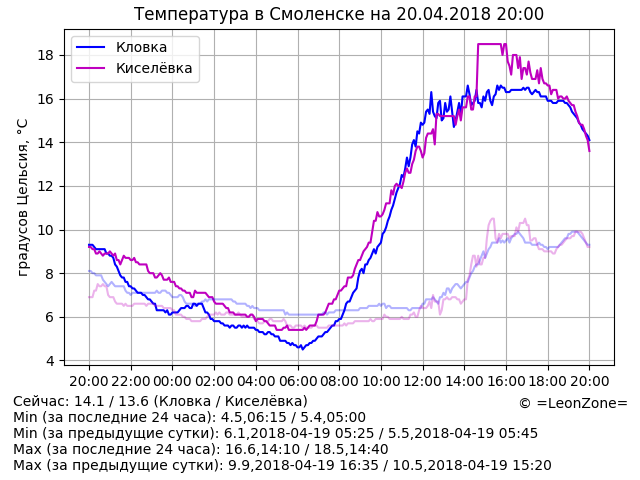 Температура в Смоленске на 20.04.2018 20:00
Кловка
Киселёвка
градусов Цельсия, °C
18
16
14
12
10
8
6
4
20:00 22:00 00:00 02:00 04:00 06:00 08:00 10:00 12:00 14:00 16:00 18:00 20:00
Сейчас: 14.1 / 13.6 (Кловка / Киселёвка)
© =LeonZone=
Min (за последние 24 часа): 4.5,06:15 / 5.4,05:00
Min (за предыдущие сутки): 6.1,2018-04-19 05:25 / 5.5,2018-04-19 05:45
Max (за последние 24 часа): 16.6,14:10 / 18.5,14:40
Max (за предыдущие сутки): 9.9,2018-04-19 16:35 / 10.5,2018-04-19 15:20